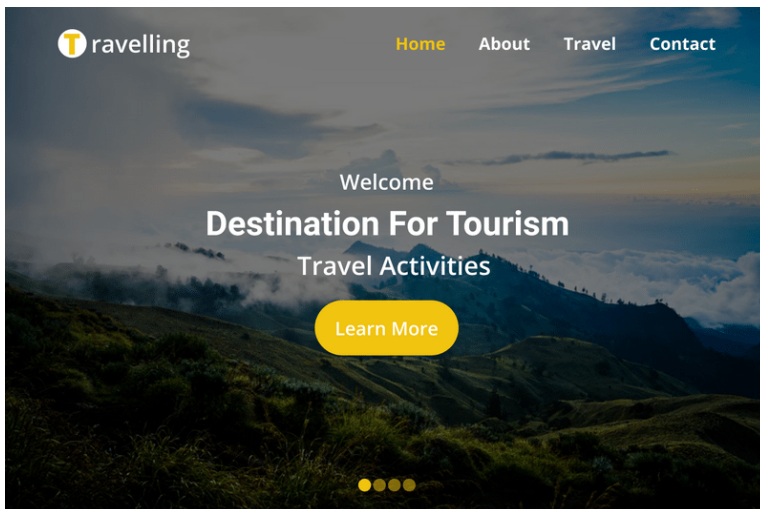 Travelling
Home About Travel Contact
Welcome
Destination For Tourism
Travel Activities
Learn More